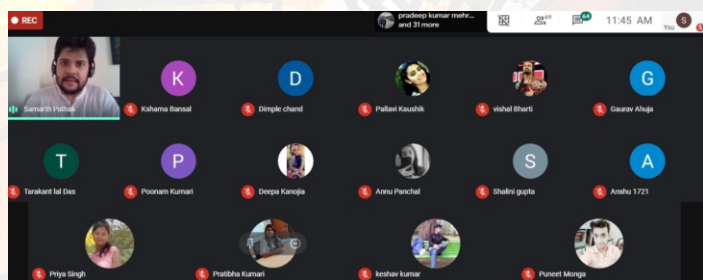 REC
pradeep kumar mehr...
and 31 more
49
64
11:45 AM
You
S
Samarth Pathak
K
Kshama Bansal
D
Dimple chand
Pallavi Kaushik
vishal Bharti
G
Gaurav Ahuja
T
Tarakant lal Das
P
Poonam Kumari
Deepa Kanojia
Annu Panchal
S
Shalini gupta
A
Anshu 1721
Priya Singh
Pratibha Kumari
keshav kumar
Puneet Monga